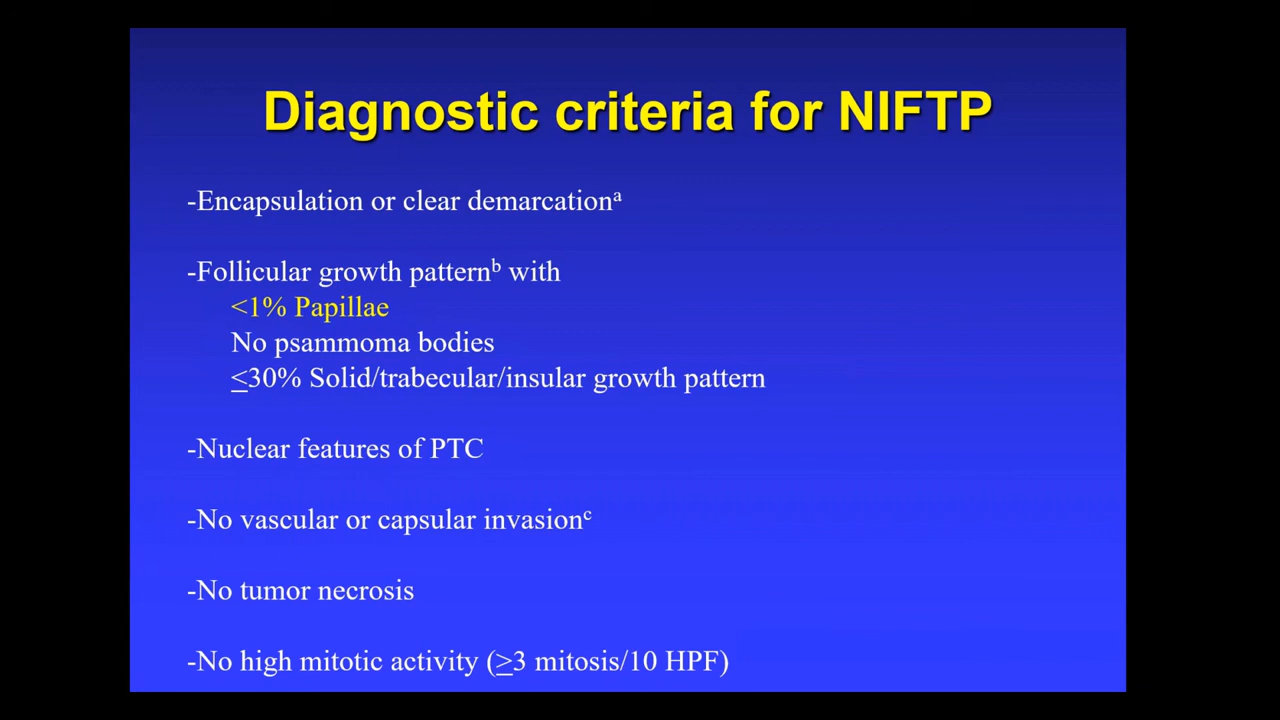 Diagnostic criteria for NIFTP
-Encapsulation or clear demarcationᵃ
-Follicular growth patternᵇ with
<1% Papillae
No psammoma bodies
≤30% Solid/trabecular/insular growth pattern
-Nuclear features of PTC
-No vascular or capsular invasionᶜ
-No tumor necrosis
-No high mitotic activity (≥3 mitosis/10 HPF)